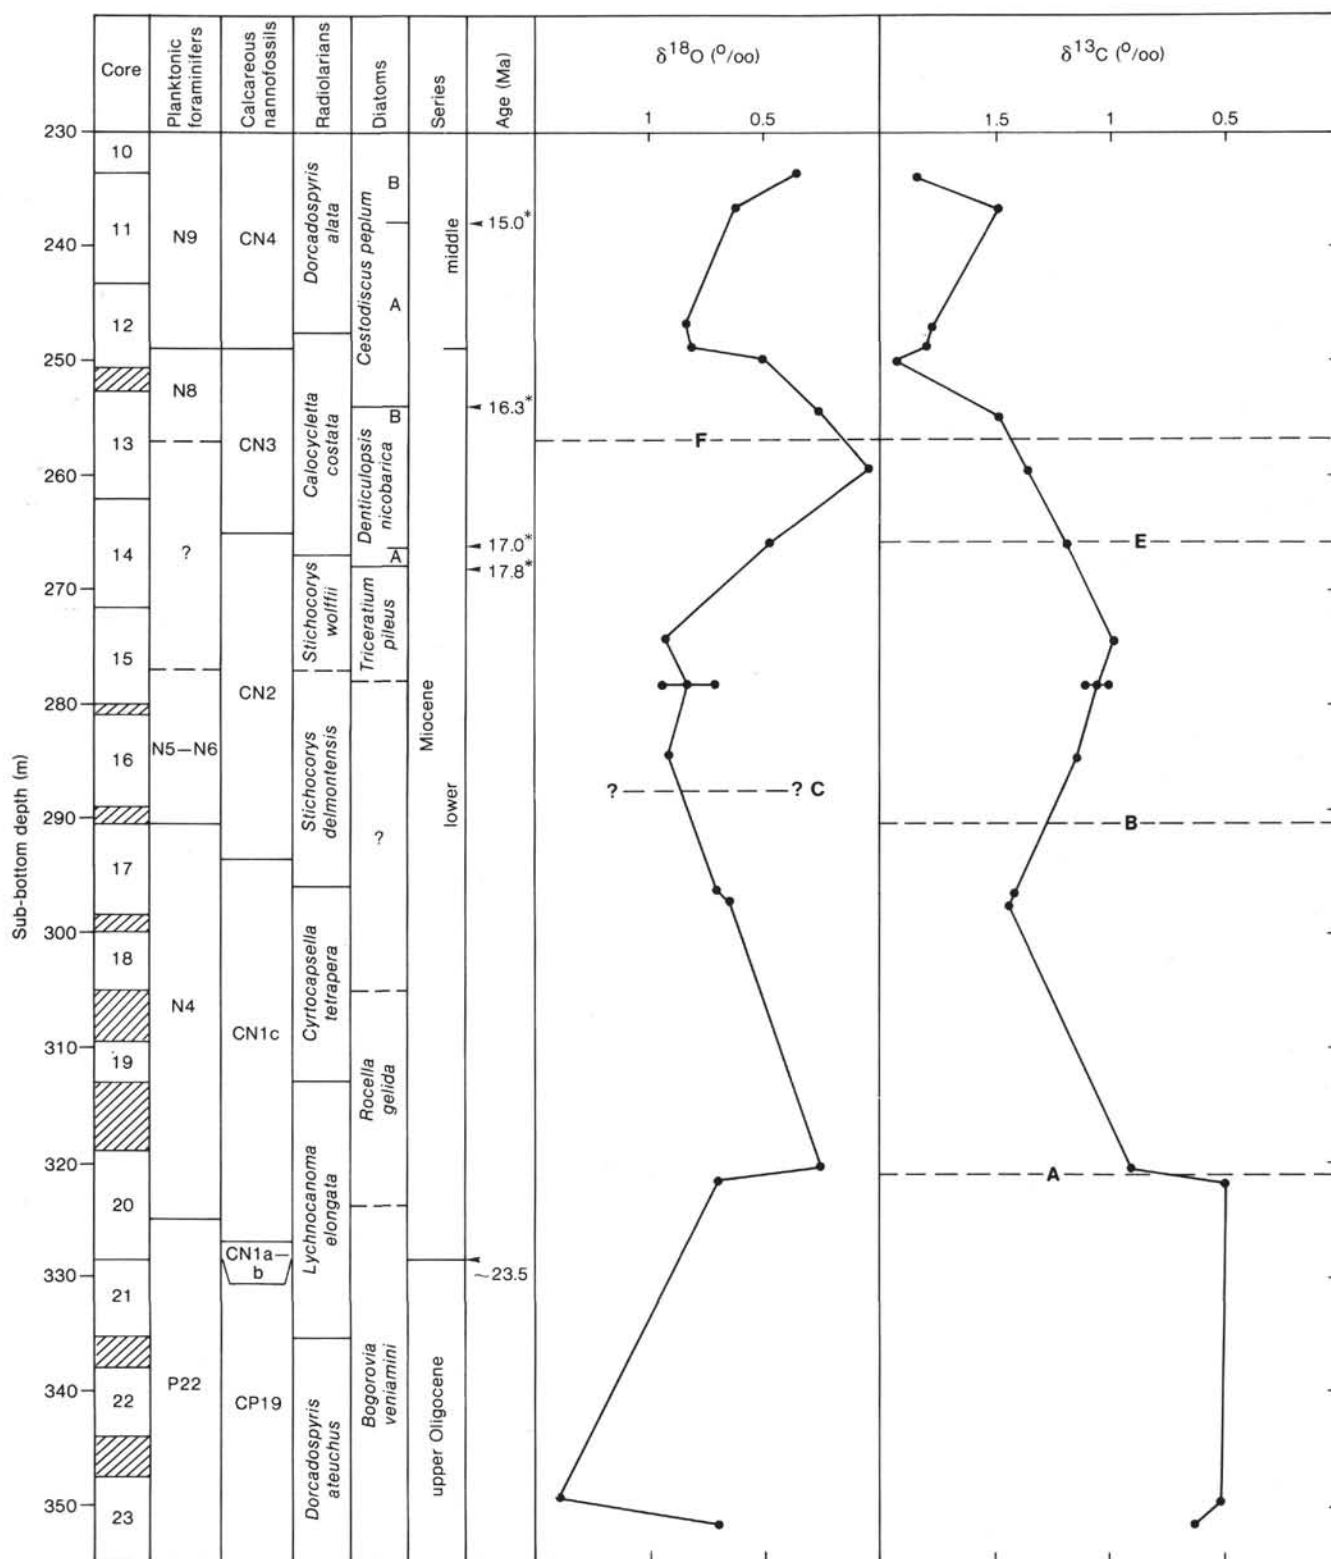 Core
Planktonic
foraminifers
Calcareous
nannofossils
Radiolarians
Diatoms
Series
Age (Ma)
δ18O (o/oo)
δ13C (o/oo)
1
0.5
1.5
1
0.5
Sub-bottom depth (m)
230
240
250
260
270
280
290
300
310
320
330
340
350
10
11
12
13
14
15
16
17
18
19
20
21
22
23
N9
N8
?
N5—N6
N4
P22
CN4
CN3
CN2
CN1c
CN1a—
b
CP19
Dorcadospyris
alata
Calocycletta
costata
Stichocorys
wolffii
Stichocorys
delmontensis
Cyrtocapsella
tetrapera
Lychnocanoma
elongata
Dorcadospyris
ateuchus
Cestodiscus peplum
B
A
Denticulopsis
nicobarica
B
A
Triceratium
pileus
?
Rocella
gelida
Bogorovia
veniamini
middle
Miocene
lower
upper Oligocene
15.0*
16.3*
17.0*
17.8*
~23.5
F
E
? ? C
B
A